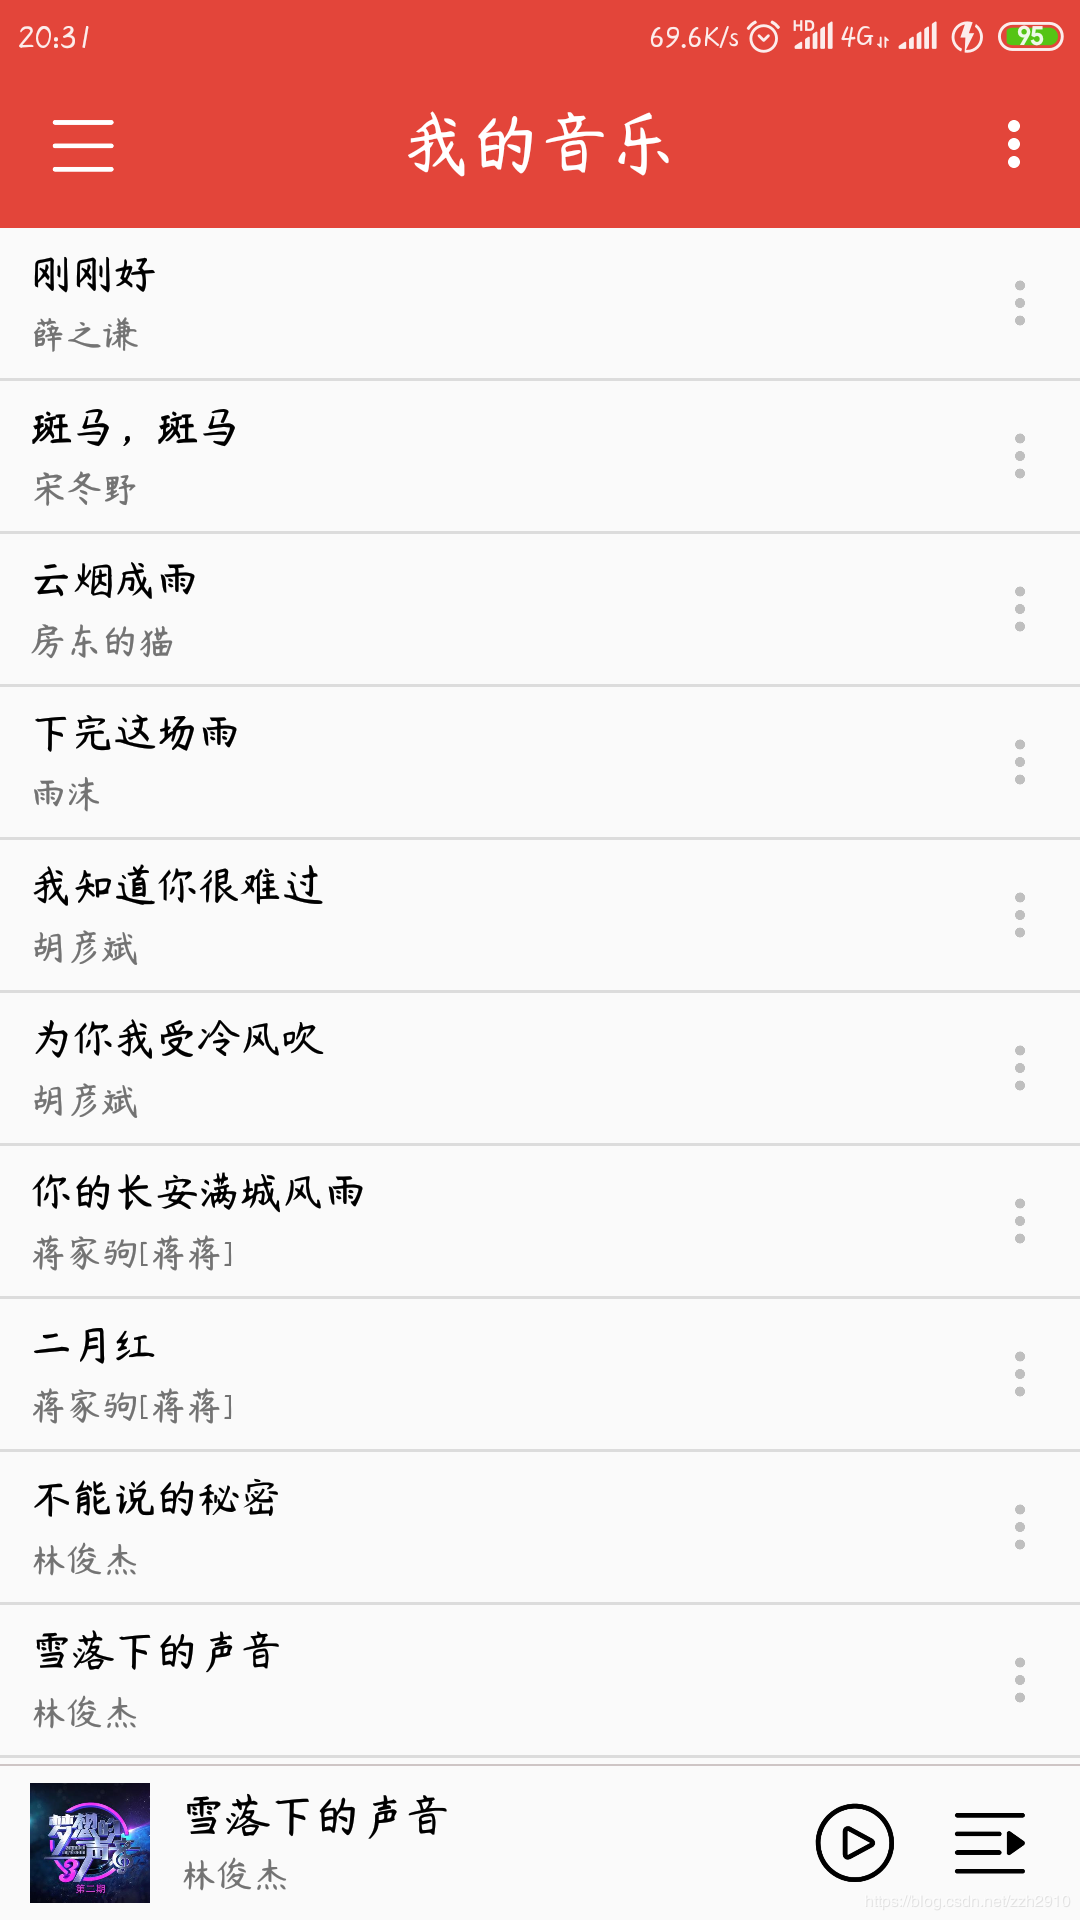 20:31 69.6K/s HD 4G 95
我的音乐
刚刚好
薛之谦
斑马，斑马
宋冬野
云烟成雨
房东的猫
下完这场雨
雨沫
我知道你很难过
胡彦斌
为你我受冷风吹
胡彦斌
你的长安满城风雨
蒋家驹[蒋蒋]
二月红
蒋家驹[蒋蒋]
不能说的秘密
林俊杰
雪落下的声音
林俊杰
梦想的
声音
3
第二期
雪落下的声音
林俊杰
https://blog.csdn.net/zzh2910